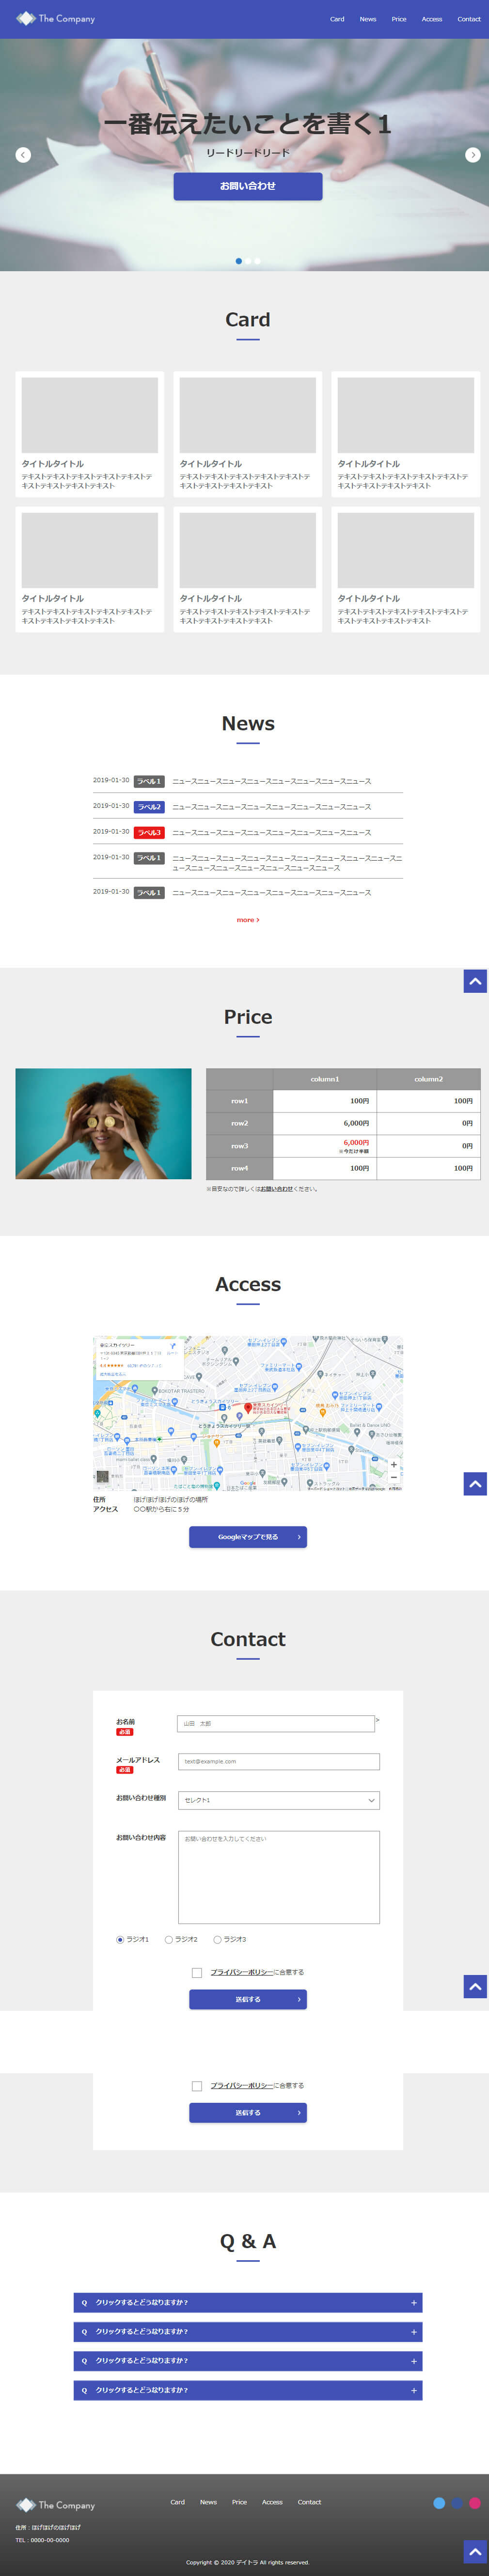 The Company
Card News Price Access Contact
一番伝えたいことを書く1
リードリードリード
お問い合わせ
Card
タイトルタイトル
テキストテキストテキストテキストテキストテ
キストテキストテキストテキスト
タイトルタイトル
テキストテキストテキストテキストテキストテ
キストテキストテキストテキスト
タイトルタイトル
テキストテキストテキストテキストテキストテ
キストテキストテキストテキスト
タイトルタイトル
テキストテキストテキストテキストテキストテ
キストテキストテキストテキスト
タイトルタイトル
テキストテキストテキストテキストテキストテ
キストテキストテキストテキスト
タイトルタイトル
テキストテキストテキストテキストテキストテ
キストテキストテキストテキスト
News
2019-01-30 ラベル１ ニュースニュースニュースニュースニュースニュースニュースニュース
2019-01-30 ラベル2 ニュースニュースニュースニュースニュースニュースニュースニュース
2019-01-30 ラベル3 ニュースニュースニュースニュースニュースニュースニュースニュース
2019-01-30 ラベル１ ニュースニュースニュースニュースニュースニュースニュースニュースニュースニ
ュースニュースニュースニュースニュースニュースニュース
2019-01-30 ラベル１ ニュースニュースニュースニュースニュースニュースニュースニュース
more >
Price
column1 column2
row1 100円 100円
row2 6,000円 0円
row3 6,000円 0円
※今だけ半額
row4 100円 100円
※目安なので詳しくはお問い合わせください。
Access
住所 ほげほげほげのほげの場所
アクセス 〇〇駅から右に５分
Googleマップで見る
Contact
お名前 山田　太郎 >
必須
メールアドレス text@example.com
必須
お問い合わせ種別 セレクト1
お問い合わせ内容 お問い合わせを入力してください
ラジオ1 ラジオ2 ラジオ3
プライバシーポリシーに合意する
送信する
プライバシーポリシーに合意する
送信する
Q & A
Q クリックするとどうなりますか？ +
Q クリックするとどうなりますか？ +
Q クリックするとどうなりますか？ +
Q クリックするとどうなりますか？ +
The Company
Card News Price Access Contact
住所：ほげほげのほげほげ
TEL：0000-00-0000
Copyright © 2020 デイトラ All rights reserved.